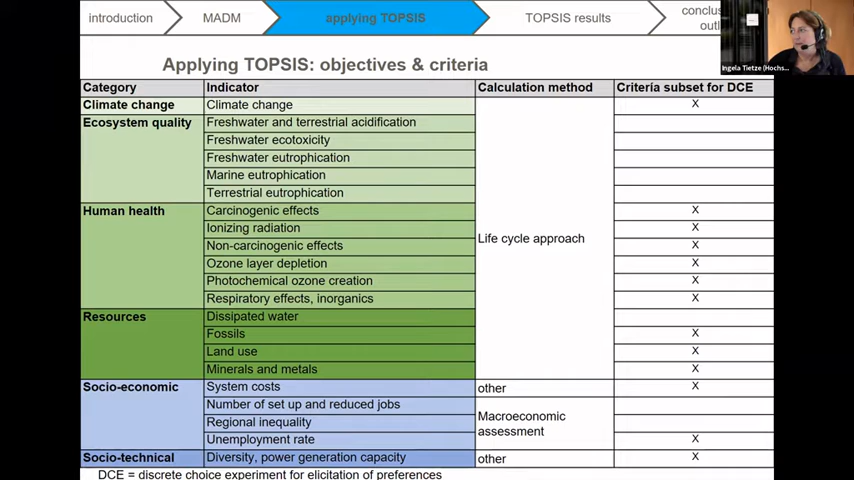 introduction
MADM
applying TOPSIS
TOPSIS results
Applying TOPSIS: objectives & criteria
Ingela Tietze (Hochs...
Category Indicator Calculation method Criteria subset for DCE
Climate change Climate change X
Ecosystem quality Freshwater and terrestrial acidification
Freshwater ecotoxicity
Freshwater eutrophication
Marine eutrophication
Terrestrial eutrophication
Human health Carcinogenic effects X
Ionizing radiation X
Life cycle approach
Non-carcinogenic effects X
Ozone layer depletion X
Photochemical ozone creation X
Respiratory effects, inorganics X
Resources Dissipated water
Fossils X
Land use X
Minerals and metals X
Socio-economic System costs other X
Number of set up and reduced jobs
Macroeconomic
assessment
Regional inequality
Unemployment rate X
Socio-technical Diversity, power generation capacity other X
DCE = discrete choice experiment for elicitation of preferences